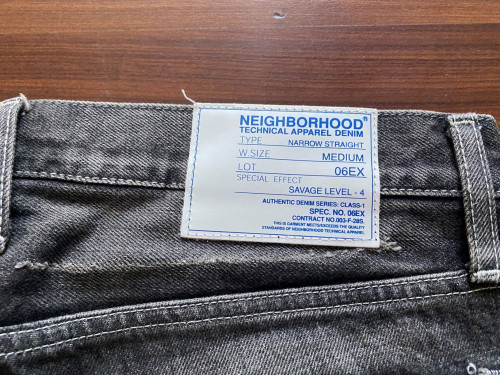 NEIGHBORHOOD®
TECHNICAL APPAREL DENIM
TYPE NARROW STRAIGHT
W.SIZE MEDIUM
LOT 06EX
SPECIAL EFFECT
SAVAGE LEVEL - 4
AUTHENTIC DENIM SERIES: CLASS-1
SPEC. NO. 06EX
CONTRACT NO.003-F-20S.
THIS IS GARMENT MEETS/EXCEEDS THE QUALITY
STANDARDS OF NEIGHBORHOOD TECHNICAL APPAREL.